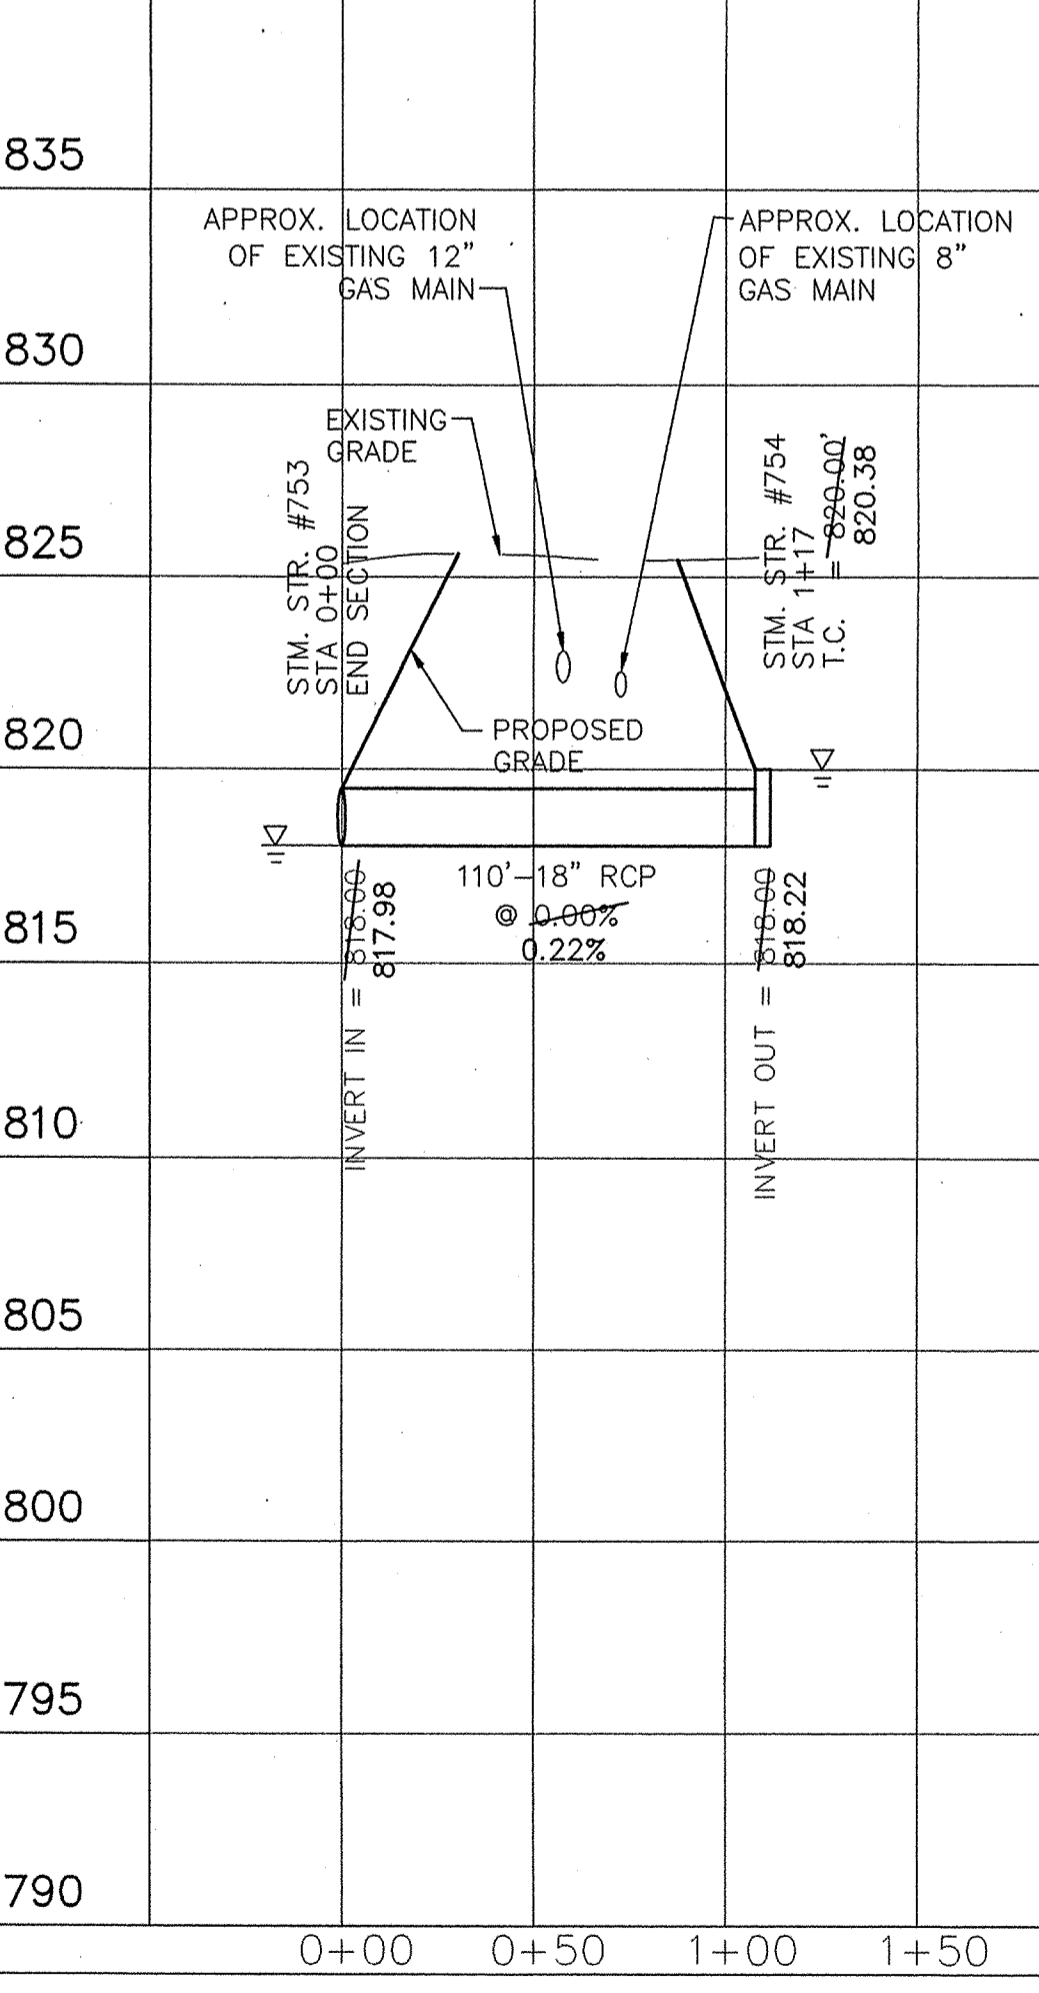 835
APPROX. LOCATION
OF EXISTING 12"
GAS MAIN
APPROX. LOCATION
OF EXISTING 8"
GAS MAIN
830
EXISTING
GRADE
STM. STR. #753
STA 0+00
END SECTION
STM. STR. #754
STA 1+17
T.C. = 820.00'
820.38
825
820
PROPOSED
GRADE
110'-18" RCP
@ 0.00%
0.22%
INVERT IN = 818.00
817.98
INVERT OUT = 818.00
818.22
815
810
805
800
795
790
0+00 0+50 1+00 1+50